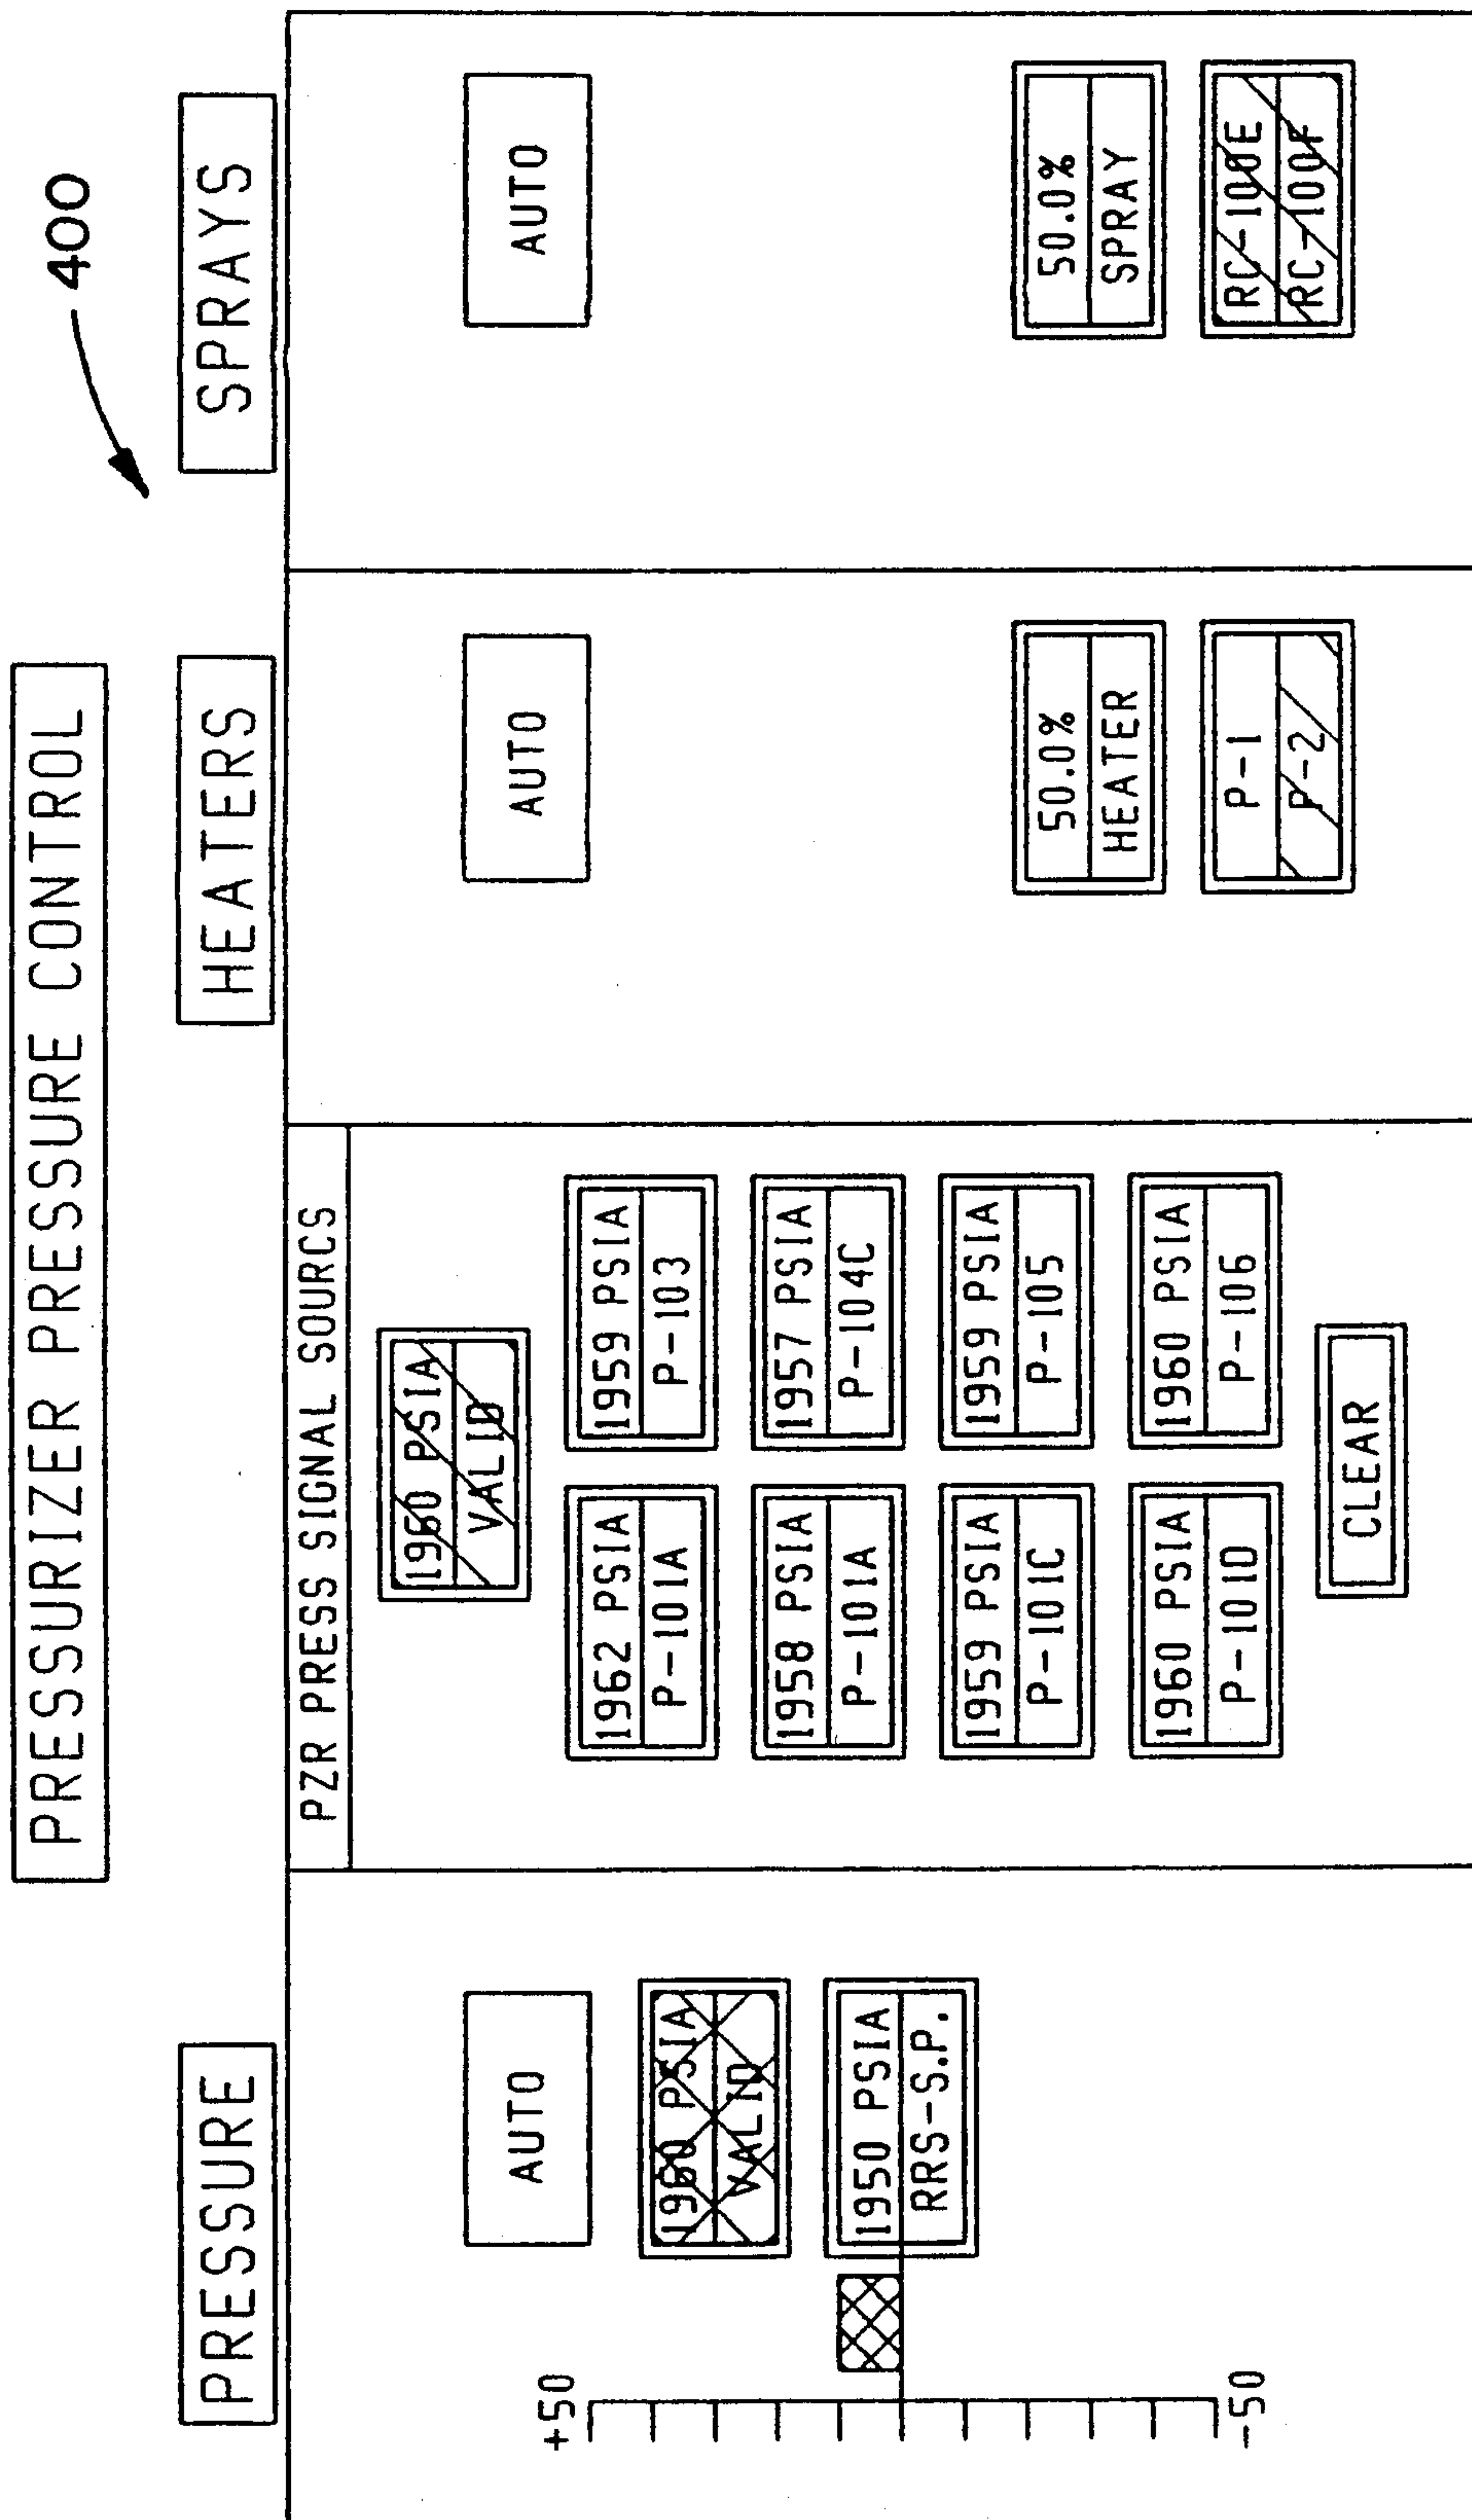 400
PRESSURIZER PRESSURE CONTROL
PRESSURE
HEATERS
SPRAYS
PZR PRESS SIGNAL SOURCS
AUTO
1960 PSIA
VALID
1950 PSIA
RRS-S.P.
+50
-50
1960 PSIA
VALID
1962 PSIA
P-101A
1959 PSIA
P-103
1958 PSIA
P-101A
1957 PSIA
P-104C
1959 PSIA
P-101C
1959 PSIA
P-105
1960 PSIA
P-101D
1960 PSIA
P-106
CLEAR
AUTO
50.0%
HEATER
P-1
P-2
AUTO
50.0%
SPRAY
RC-100E
RC-100F